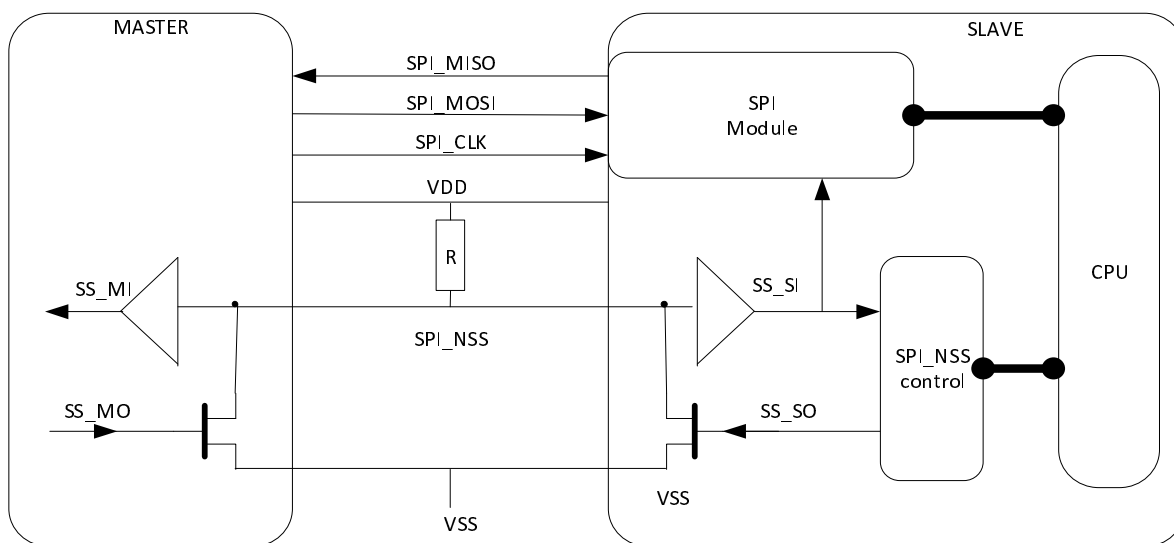 MASTER
SLAVE
SPI_MISO
SPI_MOSI
SPI_CLK
SPI
Module
VDD
R
CPU
SS_MI
SS_SI
SPI_NSS
SPI_NSS
control
SS_MO
SS_SO
VSS
VSS